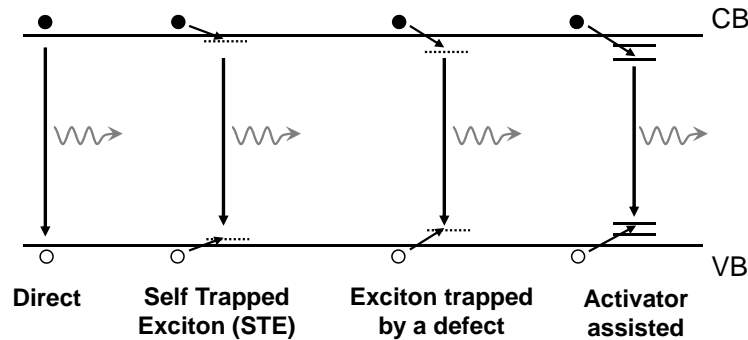 CB
VB
Direct
Self Trapped
Exciton (STE)
Exciton trapped
by a defect
Activator
assisted